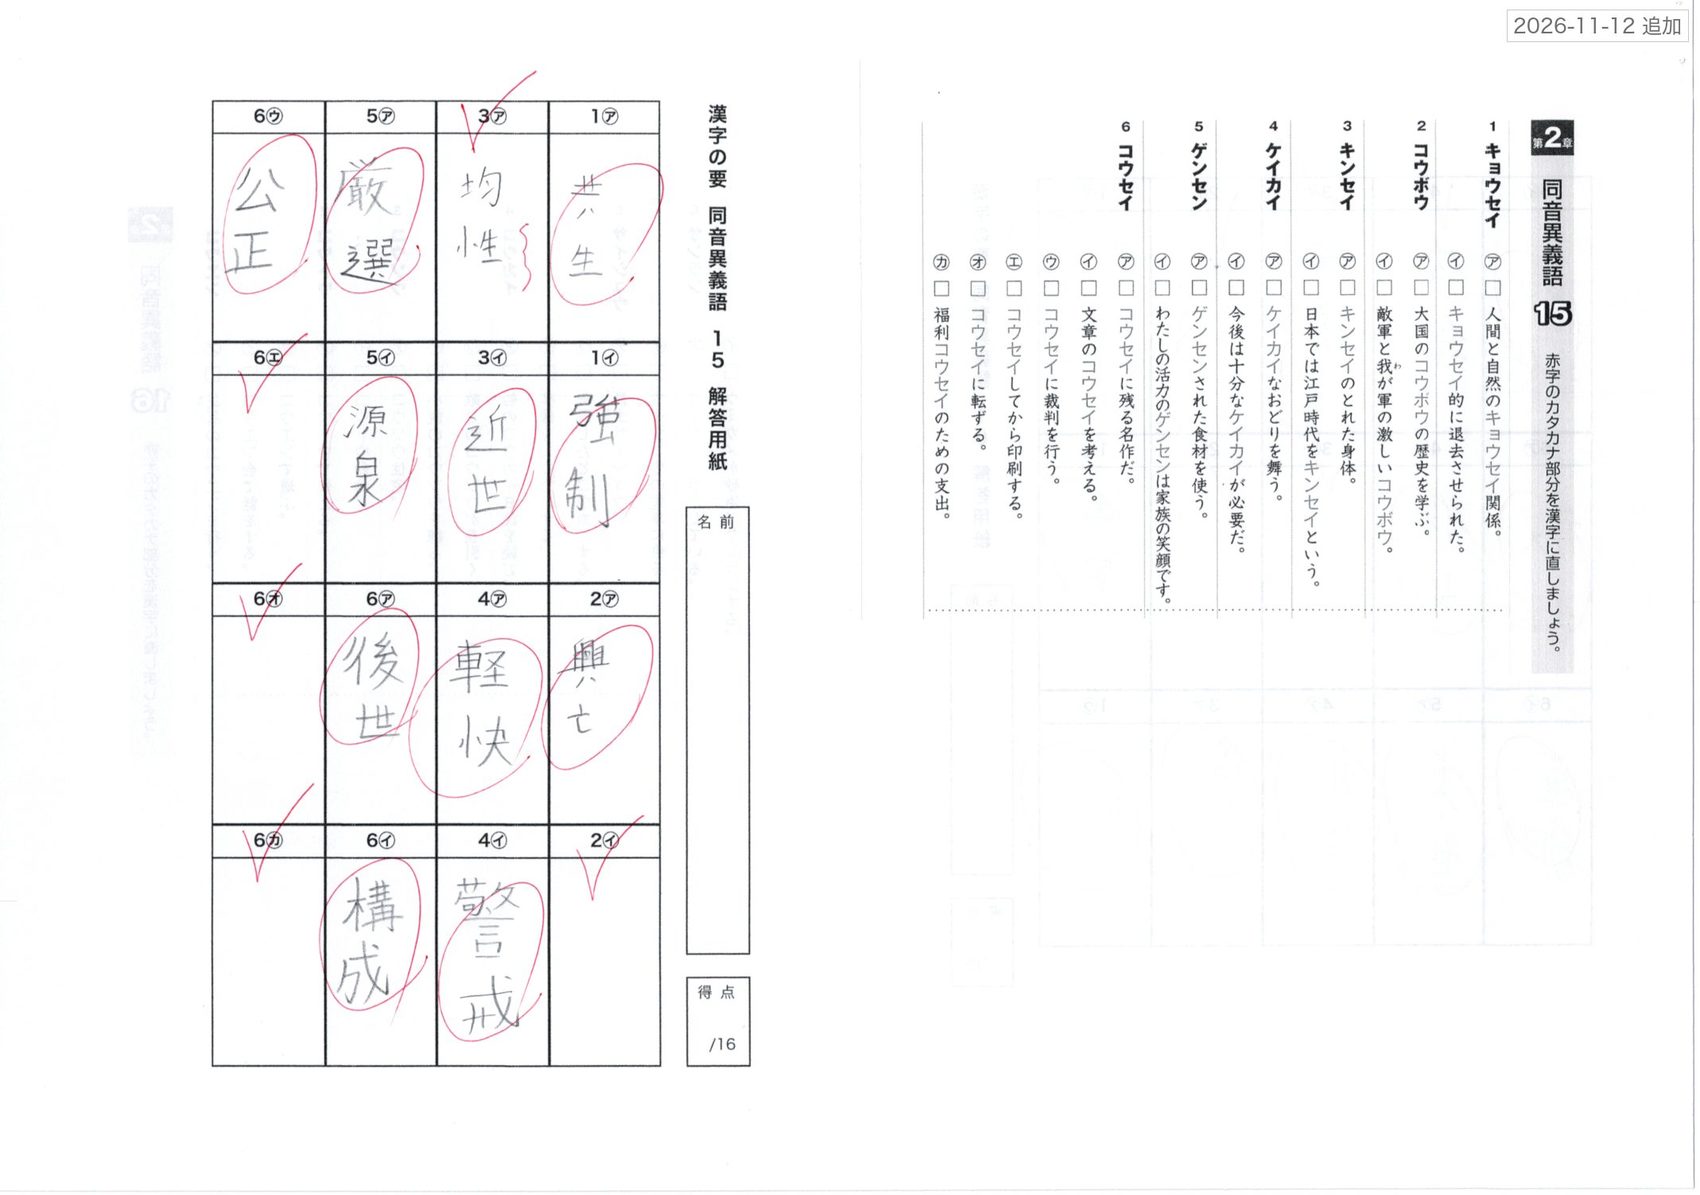 2026-11-12 追加
第2章 同音異義語 15 赤字のカタカナ部分を漢字に直しましょう。
1 キョウセイ
㋐□人間と自然のキョウセイ関係。
㋑□キョウセイ的に退去させられた。
2 コウボウ
㋐□大国のコウボウの歴史を学ぶ。
㋑□敵軍と我が軍の激しいコウボウ。
わ
3 キンセイ
㋐□キンセイのとれた身体。
㋑□日本では江戸時代をキンセイという。
4 ケイカイ
㋐□ケイカイなおどりを舞う。
㋑□今後は十分なケイカイが必要だ。
5 ゲンセン
㋐□ゲンセンされた食材を使う。
㋑□わたしの活力のゲンセンは家族の笑顔です。
6 コウセイ
㋐□コウセイに残る名作だ。
㋑□文章のコウセイを考える。
㋒□コウセイに裁判を行う。
㋓□コウセイしてから印刷する。
㋔□コウセイに転ずる。
㋕□福利コウセイのための支出。
漢字の要 同音異義語 15 解答用紙
名前
得点
/16
1㋐
共生
1㋑
強制
2㋐
興亡
2㋑
3㋐
均性
3㋑
近世
4㋐
軽快
4㋑
警戒
5㋐
厳選
5㋑
源泉
6㋐
後世
6㋑
構成
6㋒
公正
6㋓
6㋔
6㋕